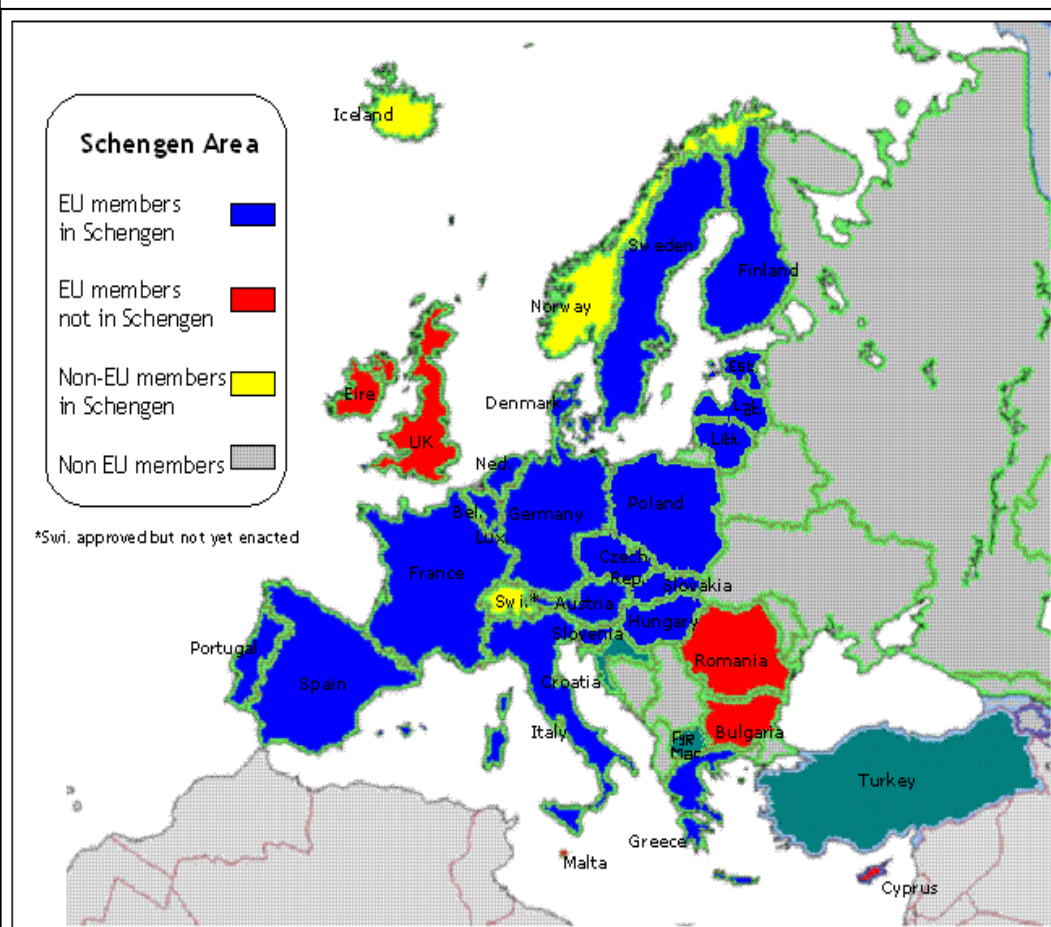 Iceland
Schengen Area
EU members
in Schengen
EU members
not in Schengen
Non-EU members
in Schengen
Non EU members
*Swi. approved but not yet enacted
Sweden
Finland
Norway
Est.
Lat.
Lith.
Denmark
Eire
UK
Ned.
Bel.
Lux.
Germany
Poland
Czech.
Rep.
Slovakia
France
Swi.*
Austria
Hungary
Slovenia
Portugal
Spain
Croatia
Romania
Italy
Bulgaria
FYR
Mac.
Turkey
Greece
Malta
Cyprus